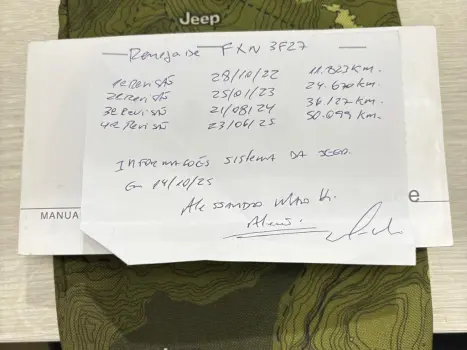 Jeep
Renegade FXN 3F27
1ª Revisão 28/10/22 11.823 Km.
2ª Revisão 25/01/23 24.670 Km.
3ª Revisão 21/08/24 36.127 Km.
4ª Revisão 23/06/25 50.099 Km.
Informações sistema da Jeep.
Em 14/10/25
Alessandro
MANUA
e